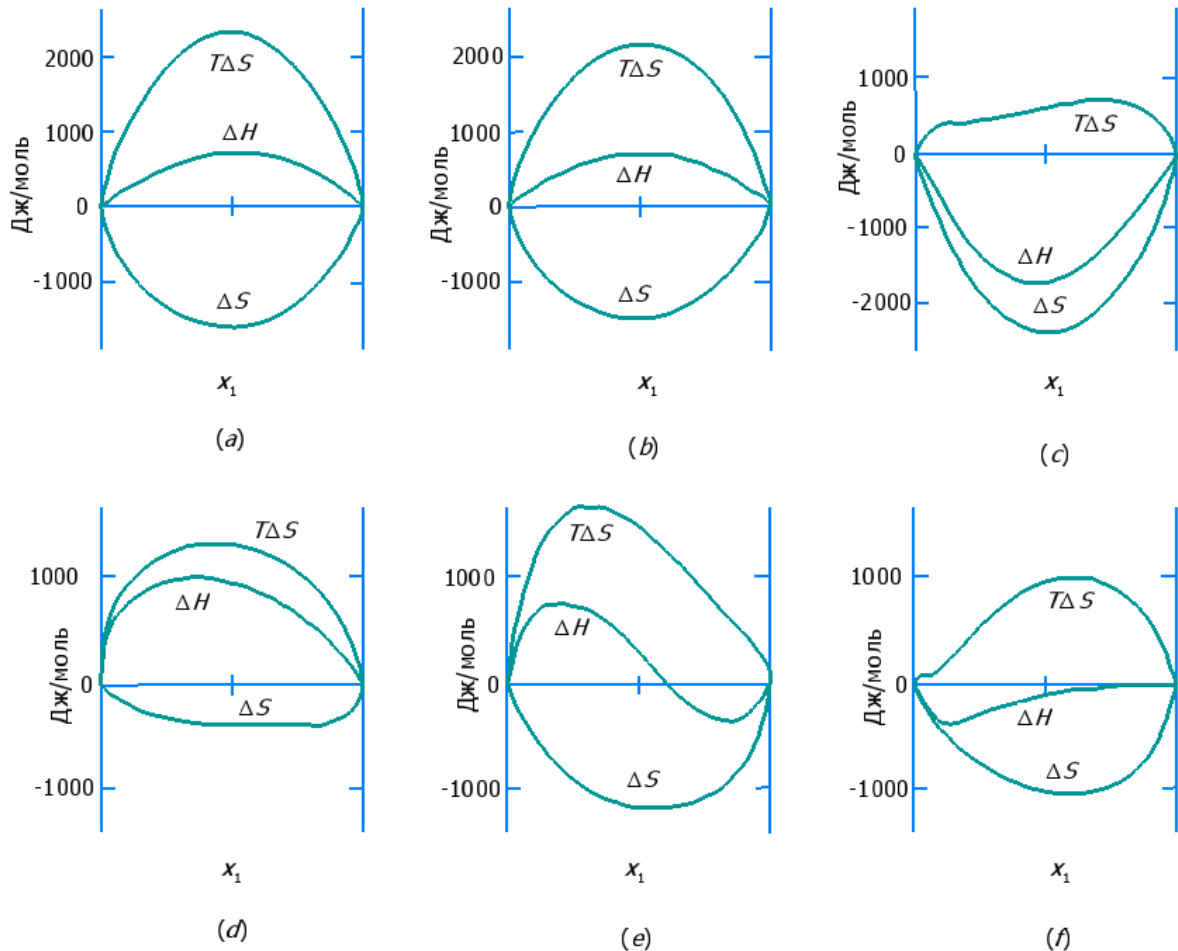 2000
TΔS
1000
ΔH
0
-1000
ΔS
Дж/моль
x₁
(a)
2000
TΔS
1000
ΔH
0
-1000
ΔS
Дж/моль
x₁
(b)
1000
TΔS
0
-1000
ΔH
-2000
ΔS
Дж/моль
x₁
(c)
TΔS
1000
ΔH
0
ΔS
-1000
Дж/моль
x₁
(d)
TΔS
1000
ΔH
0
ΔS
-1000
Дж/моль
x₁
(e)
1000
TΔS
0
ΔH
ΔS
-1000
Дж/моль
x₁
(f)